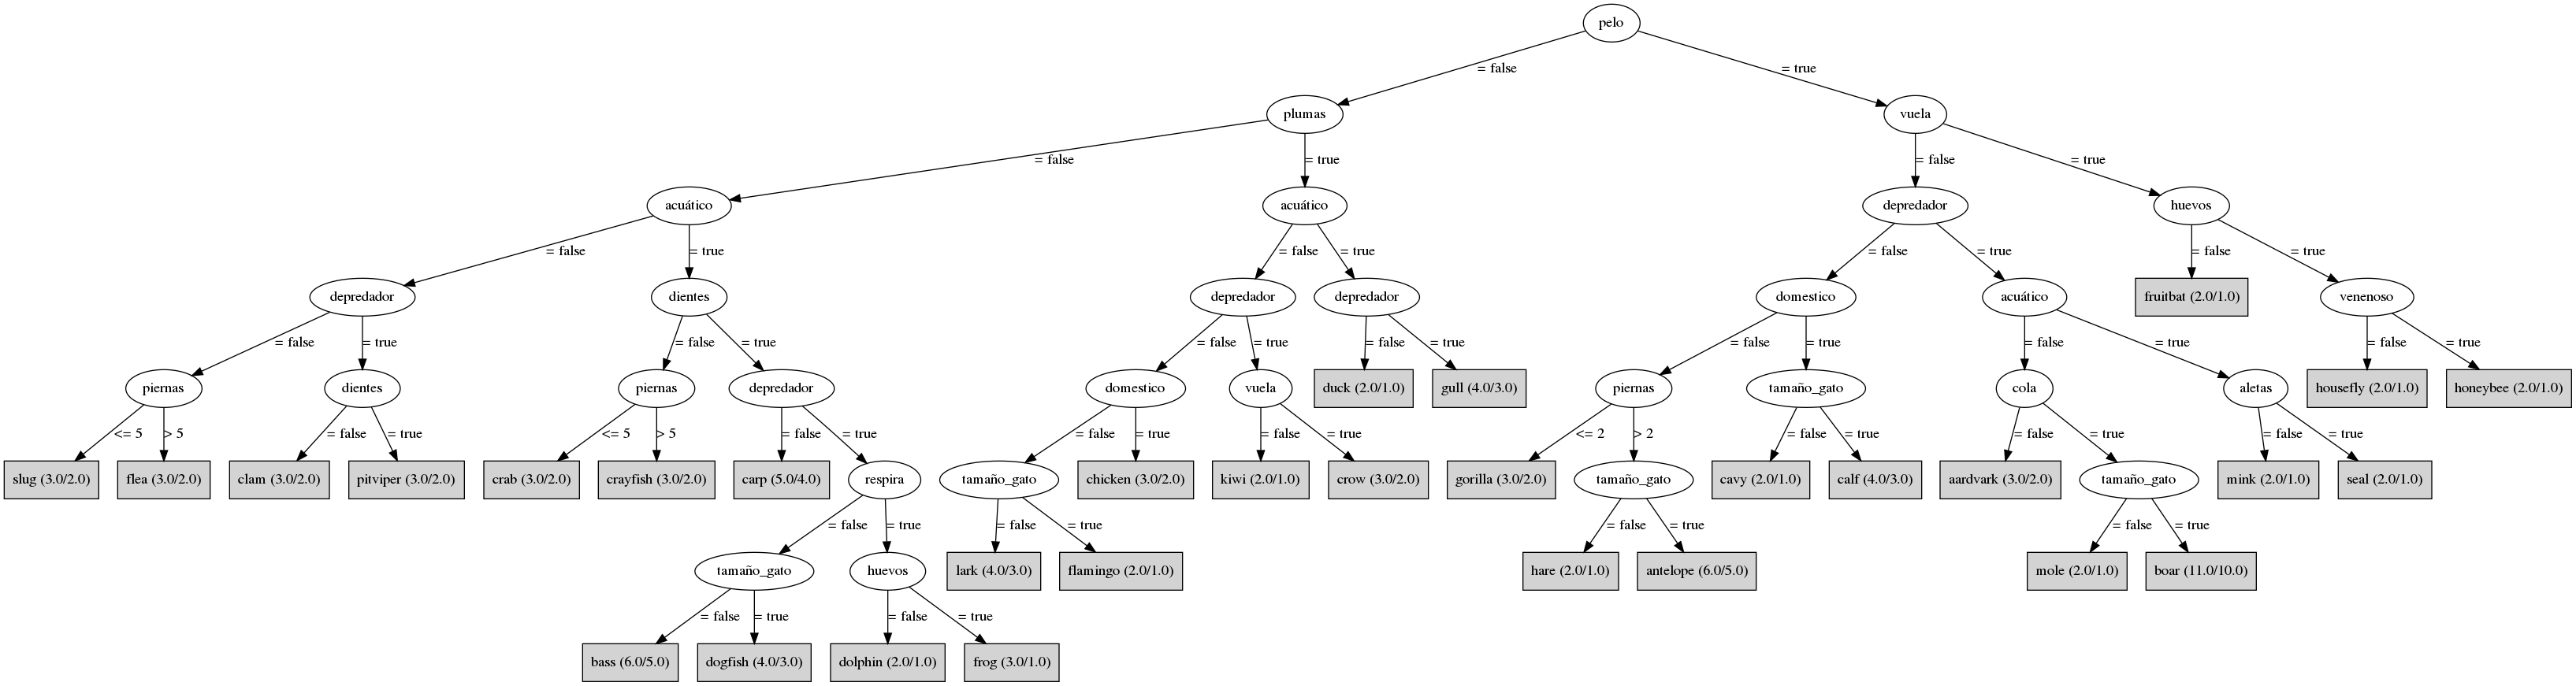 pelo
= false
= true
plumas
vuela
= false
= true
= false
= true
acuático
acuático
depredador
huevos
= false
= true
= false
= true
= false
= true
= false
= true
depredador
dientes
depredador
depredador
domestico
acuático
fruitbat (2.0/1.0)
venenoso
= false
= true
= false
= true
= false
= true
= false
= true
= false
= true
= false
= true
= false
= true
piernas
dientes
piernas
depredador
domestico
vuela
duck (2.0/1.0)
gull (4.0/3.0)
piernas
tamaño_gato
cola
aletas
housefly (2.0/1.0)
honeybee (2.0/1.0)
<= 5
> 5
= false
= true
<= 5
> 5
= false
= true
= false
= true
= false
= true
<= 2
> 2
= false
= true
= false
= true
= false
= true
slug (3.0/2.0)
flea (3.0/2.0)
clam (3.0/2.0)
pitviper (3.0/2.0)
crab (3.0/2.0)
crayfish (3.0/2.0)
carp (5.0/4.0)
respira
tamaño_gato
chicken (3.0/2.0)
kiwi (2.0/1.0)
crow (3.0/2.0)
gorilla (3.0/2.0)
tamaño_gato
cavy (2.0/1.0)
calf (4.0/3.0)
aardvark (3.0/2.0)
tamaño_gato
mink (2.0/1.0)
seal (2.0/1.0)
= false
= true
= false
= true
= false
= true
= false
= true
tamaño_gato
huevos
lark (4.0/3.0)
flamingo (2.0/1.0)
hare (2.0/1.0)
antelope (6.0/5.0)
mole (2.0/1.0)
boar (11.0/10.0)
= false
= true
= false
= true
bass (6.0/5.0)
dogfish (4.0/3.0)
dolphin (2.0/1.0)
frog (3.0/1.0)